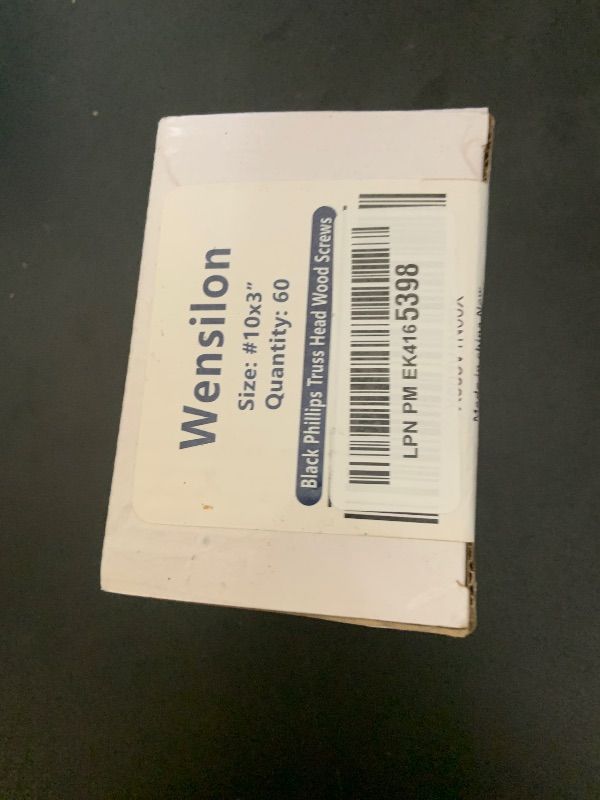 Wensilon
Size: #10x3"
Quantity: 60
Black Phillips Truss Head Wood Screws
LPN PM EK4165398